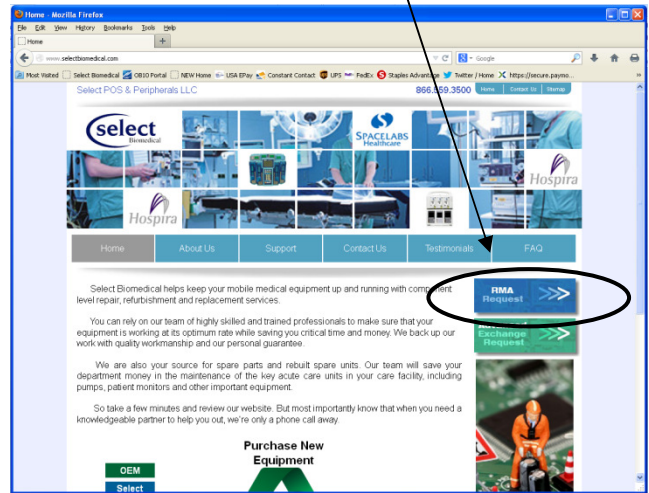 Home - Mozilla Firefox
File Edit View History Bookmarks Tools Help
Home +
www.selectbiomedical.com Google
Most Visited Select Biomedical OB10 Portal NEW Home USA EPay Constant Contact UPS FedEx Staples Advantage Twitter / Home https://secure.paymo...
Select POS & Peripherals LLC 866.559.3500 Home Contact Us Sitemap
select
Biomedical
SPACELABS
Healthcare
Hospira
Hospira
Home About Us Support Contact Us Testimonials FAQ
Select Biomedical helps keep your mobile medical equipment up and running with component
level repair, refurbishment and replacement services.
RMA
Request
You can rely on our team of highly skilled and trained professionals to make sure that your
equipment is working at its optimum rate while saving you critical time and money. We back up our
work with quality workmanship and our personal guarantee.
Exchange
Request
We are also your source for spare parts and rebuilt spare units. Our team will save your
department money in the maintenance of the key acute care units in your care facility, including
pumps, patient monitors and other important equipment.
So take a few minutes and review our website. But most importantly know that when you need a
knowledgeable partner to help you out, we're only a phone call away.
Purchase New
Equipment
OEM
Select